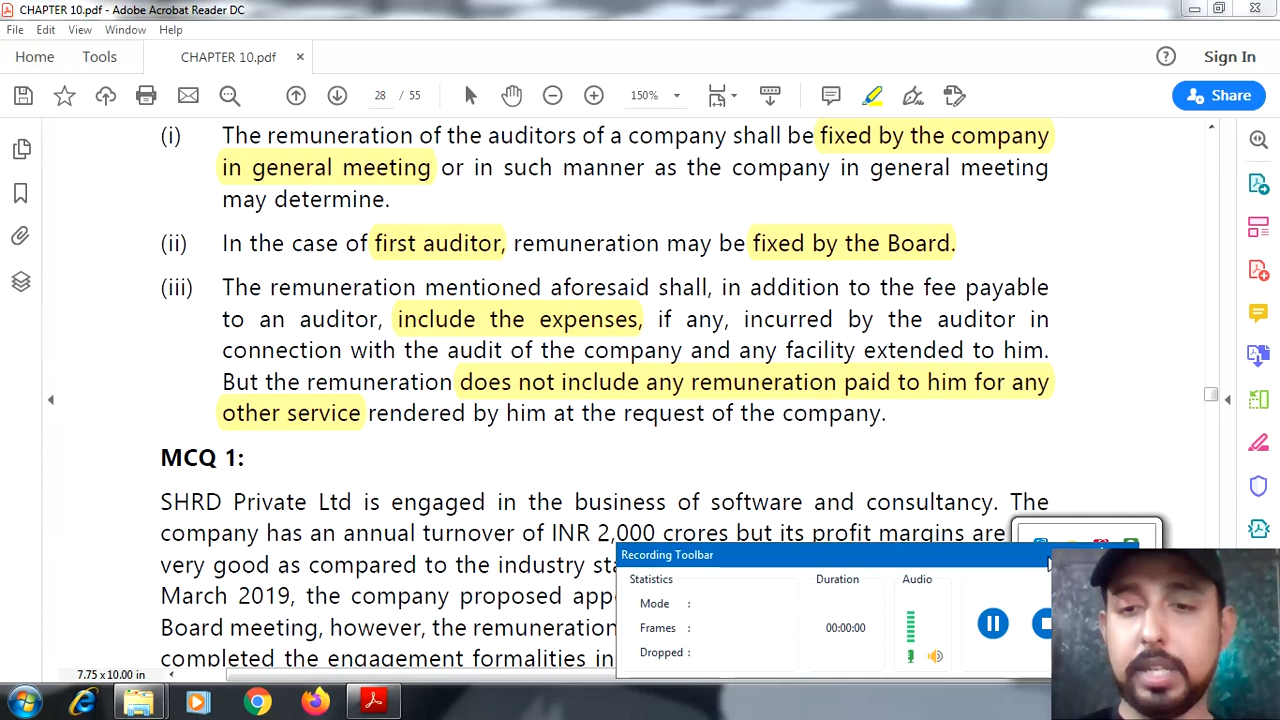 CHAPTER 10.pdf - Adobe Acrobat Reader DC
File Edit View Window Help
Home Tools CHAPTER 10.pdf × Sign In
28 / 55 150% Share
(i) The remuneration of the auditors of a company shall be fixed by the company
in general meeting or in such manner as the company in general meeting
may determine.
(ii) In the case of first auditor, remuneration may be fixed by the Board.
(iii) The remuneration mentioned aforesaid shall, in addition to the fee payable
to an auditor, include the expenses, if any, incurred by the auditor in
connection with the audit of the company and any facility extended to him.
But the remuneration does not include any remuneration paid to him for any
other service rendered by him at the request of the company.
MCQ 1:
SHRD Private Ltd is engaged in the business of software and consultancy. The
company has an annual turnover of INR 2,000 crores but its profit margins are
very good as compared to the industry
March 2019, the company proposed
Board meeting, however, the remuneration
completed the engagement formalities in
7.75 x 10.00 in
Recording Toolbar
Statistics Duration Audio
Mode :
Frames : 00:00:00
Dropped :